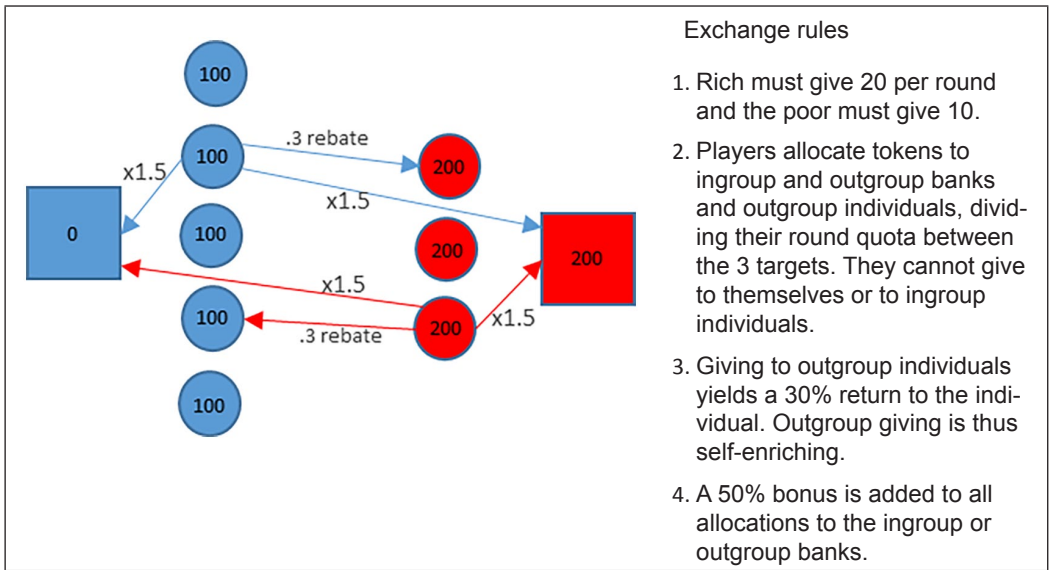 100
100
100
100
100
0
x1.5
.3 rebate
x1.5
200
200
200
200
x1.5
.3 rebate
x1.5
Exchange rules
1. Rich must give 20 per round
and the poor must give 10.
2. Players allocate tokens to
ingroup and outgroup banks
and outgroup individuals, divid-
ing their round quota between
the 3 targets. They cannot give
to themselves or to ingroup
individuals.
3. Giving to outgroup individuals
yields a 30% return to the indi-
vidual. Outgroup giving is thus
self-enriching.
4. A 50% bonus is added to all
allocations to the ingroup or
outgroup banks.